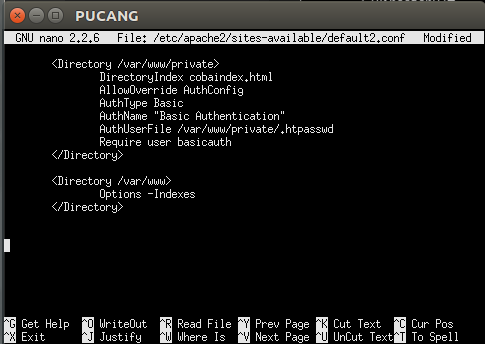 PUCANG
GNU nano 2.2.6 File: /etc/apache2/sites-available/default2.conf Modified
<Directory /var/www/private>
DirectoryIndex cobaindex.html
AllowOverride AuthConfig
AuthType Basic
AuthName "Basic Authentication"
AuthUserFile /var/www/private/.htpasswd
Require user basicauth
</Directory>
<Directory /var/www>
Options -Indexes
</Directory>
^G Get Help ^O WriteOut ^R Read File ^Y Prev Page ^K Cut Text ^C Cur Pos
^X Exit ^J Justify ^W Where Is ^V Next Page ^U UnCut Text ^T To Spell